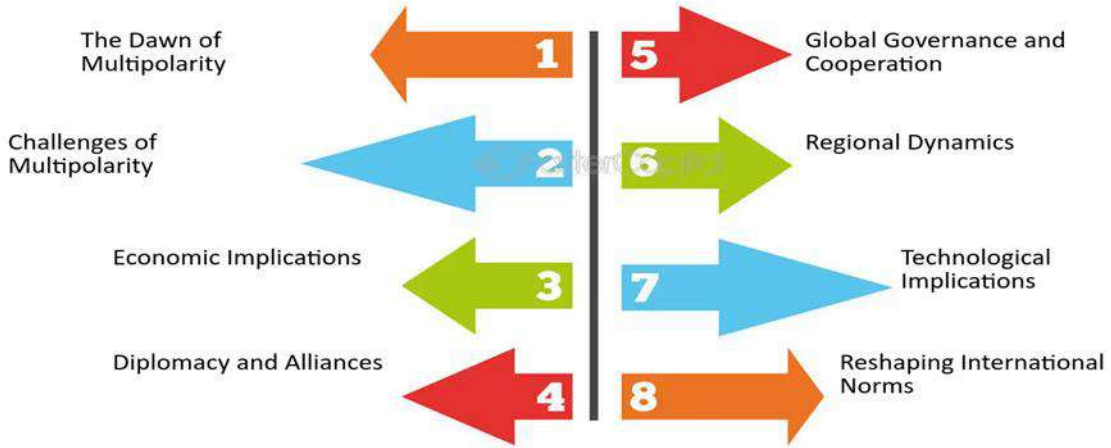 The Dawn of
Multipolarity
1
Challenges of
Multipolarity
2
Economic Implications
3
Diplomacy and Alliances
4
5
Global Governance and
Cooperation
6
Regional Dynamics
7
Technological
Implications
8
Reshaping International
Norms